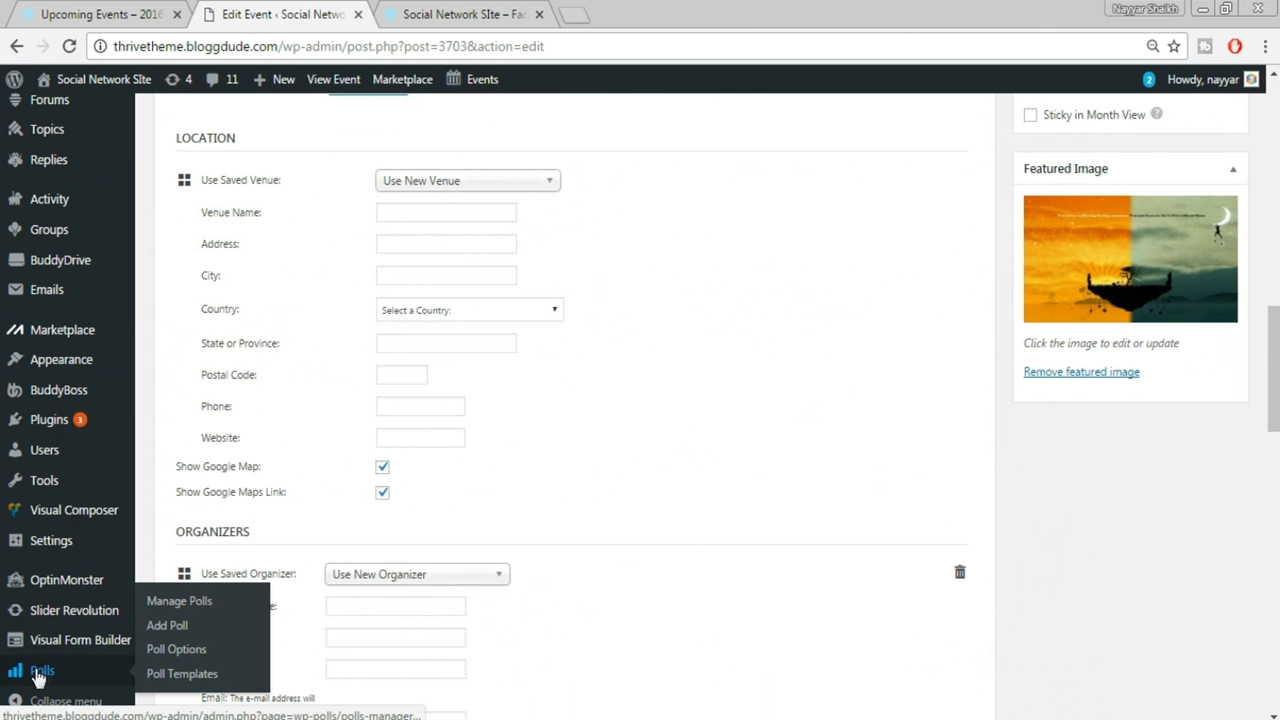 Upcoming Events – 2016
Edit Event ‹ Social Netwo
Social Network SIte – Fac
Nayyar Shaikh
thrivetheme.bloggdude.com/wp-admin/post.php?post=3703&action=edit
Social Network SIte
4
11
New
View Event
Marketplace
Events
2
Howdy, nayyar
Forums
Topics
Replies
Activity
Groups
BuddyDrive
Emails
Marketplace
Appearance
BuddyBoss
Plugins 3
Users
Tools
Visual Composer
Settings
OptinMonster
Slider Revolution
Visual Form Builder
Polls
Collapse menu
Manage Polls
Add Poll
Poll Options
Poll Templates
LOCATION
Use Saved Venue:
Use New Venue
Venue Name:
Address:
City:
Country:
Select a Country:
State or Province:
Postal Code:
Phone:
Website:
Show Google Map:
Show Google Maps Link:
ORGANIZERS
Use Saved Organizer:
Use New Organizer
e:
Email: The e-mail address will
Sticky in Month View ?
Featured Image
Click the image to edit or update
Remove featured image
thrivetheme.bloggdude.com/wp-admin/admin.php?page=wp-polls/polls-manager...